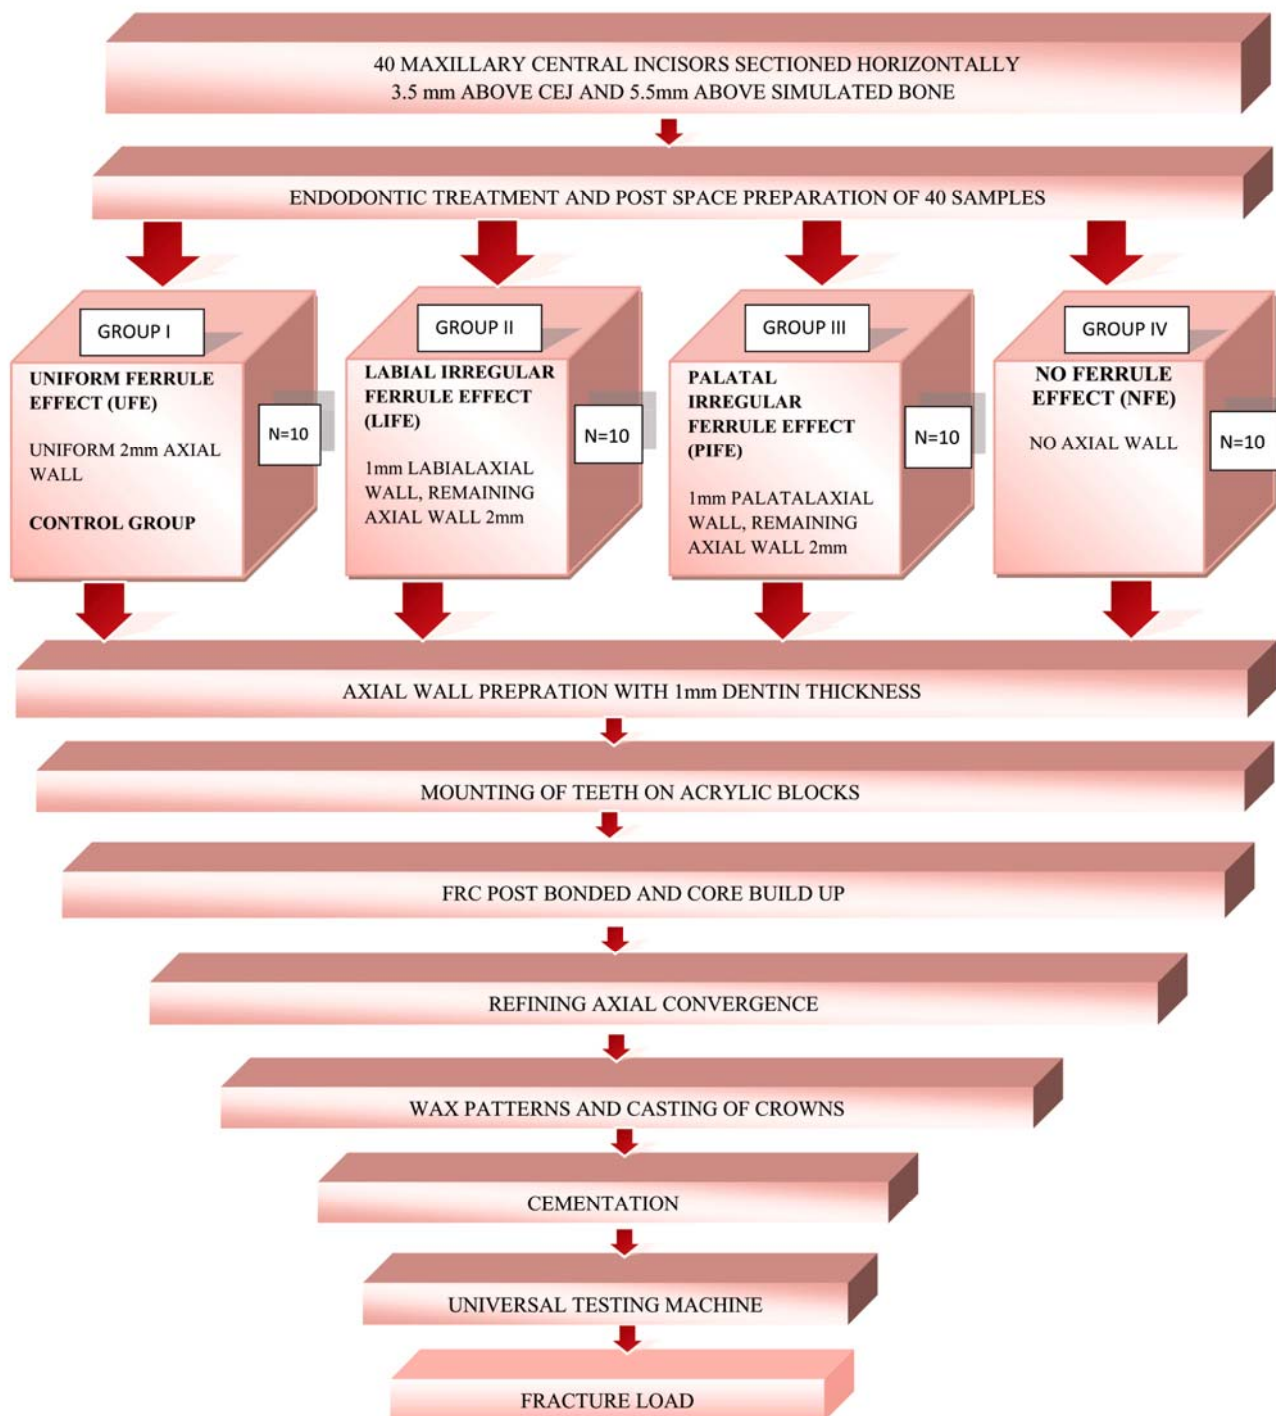 40 MAXILLARY CENTRAL INCISORS SECTIONED HORIZONTALLY
3.5 mm ABOVE CEJ AND 5.5mm ABOVE SIMULATED BONE
ENDODONTIC TREATMENT AND POST SPACE PREPARATION OF 40 SAMPLES
GROUP I
UNIFORM FERRULE
EFFECT (UFE)
UNIFORM 2mm AXIAL
WALL
CONTROL GROUP
N=10
GROUP II
LABIAL IRREGULAR
FERRULE EFFECT
(LIFE)
1mm LABIALAXIAL
WALL, REMAINING
AXIAL WALL 2mm
N=10
GROUP III
PALATAL
IRREGULAR
FERRULE EFFECT
(PIFE)
1mm PALATALAXIAL
WALL, REMAINING
AXIAL WALL 2mm
N=10
GROUP IV
NO FERRULE
EFFECT (NFE)
NO AXIAL WALL
N=10
AXIAL WALL PREPRATION WITH 1mm DENTIN THICKNESS
MOUNTING OF TEETH ON ACRYLIC BLOCKS
FRC POST BONDED AND CORE BUILD UP
REFINING AXIAL CONVERGENCE
WAX PATTERNS AND CASTING OF CROWNS
CEMENTATION
UNIVERSAL TESTING MACHINE
FRACTURE LOAD